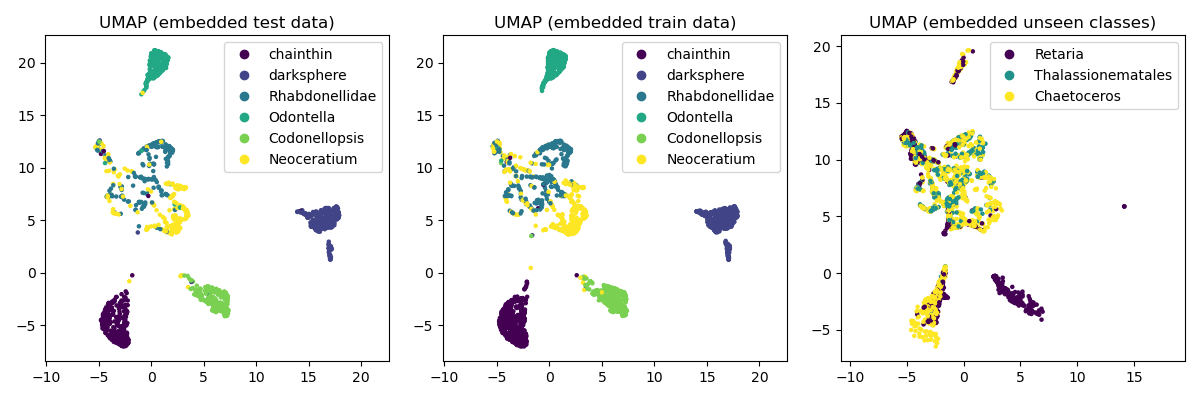 UMAP (embedded test data)
chainthin
darksphere
Rhabdonellidae
Odontella
Codonellopsis
Neoceratium
20
15
10
5
0
−5
−10
−5
0
5
10
15
20
UMAP (embedded train data)
chainthin
darksphere
Rhabdonellidae
Odontella
Codonellopsis
Neoceratium
20
15
10
5
0
−5
−10
−5
0
5
10
15
20
UMAP (embedded unseen classes)
Retaria
Thalassionematales
Chaetoceros
20
15
10
5
0
−5
−10
−5
0
5
10
15